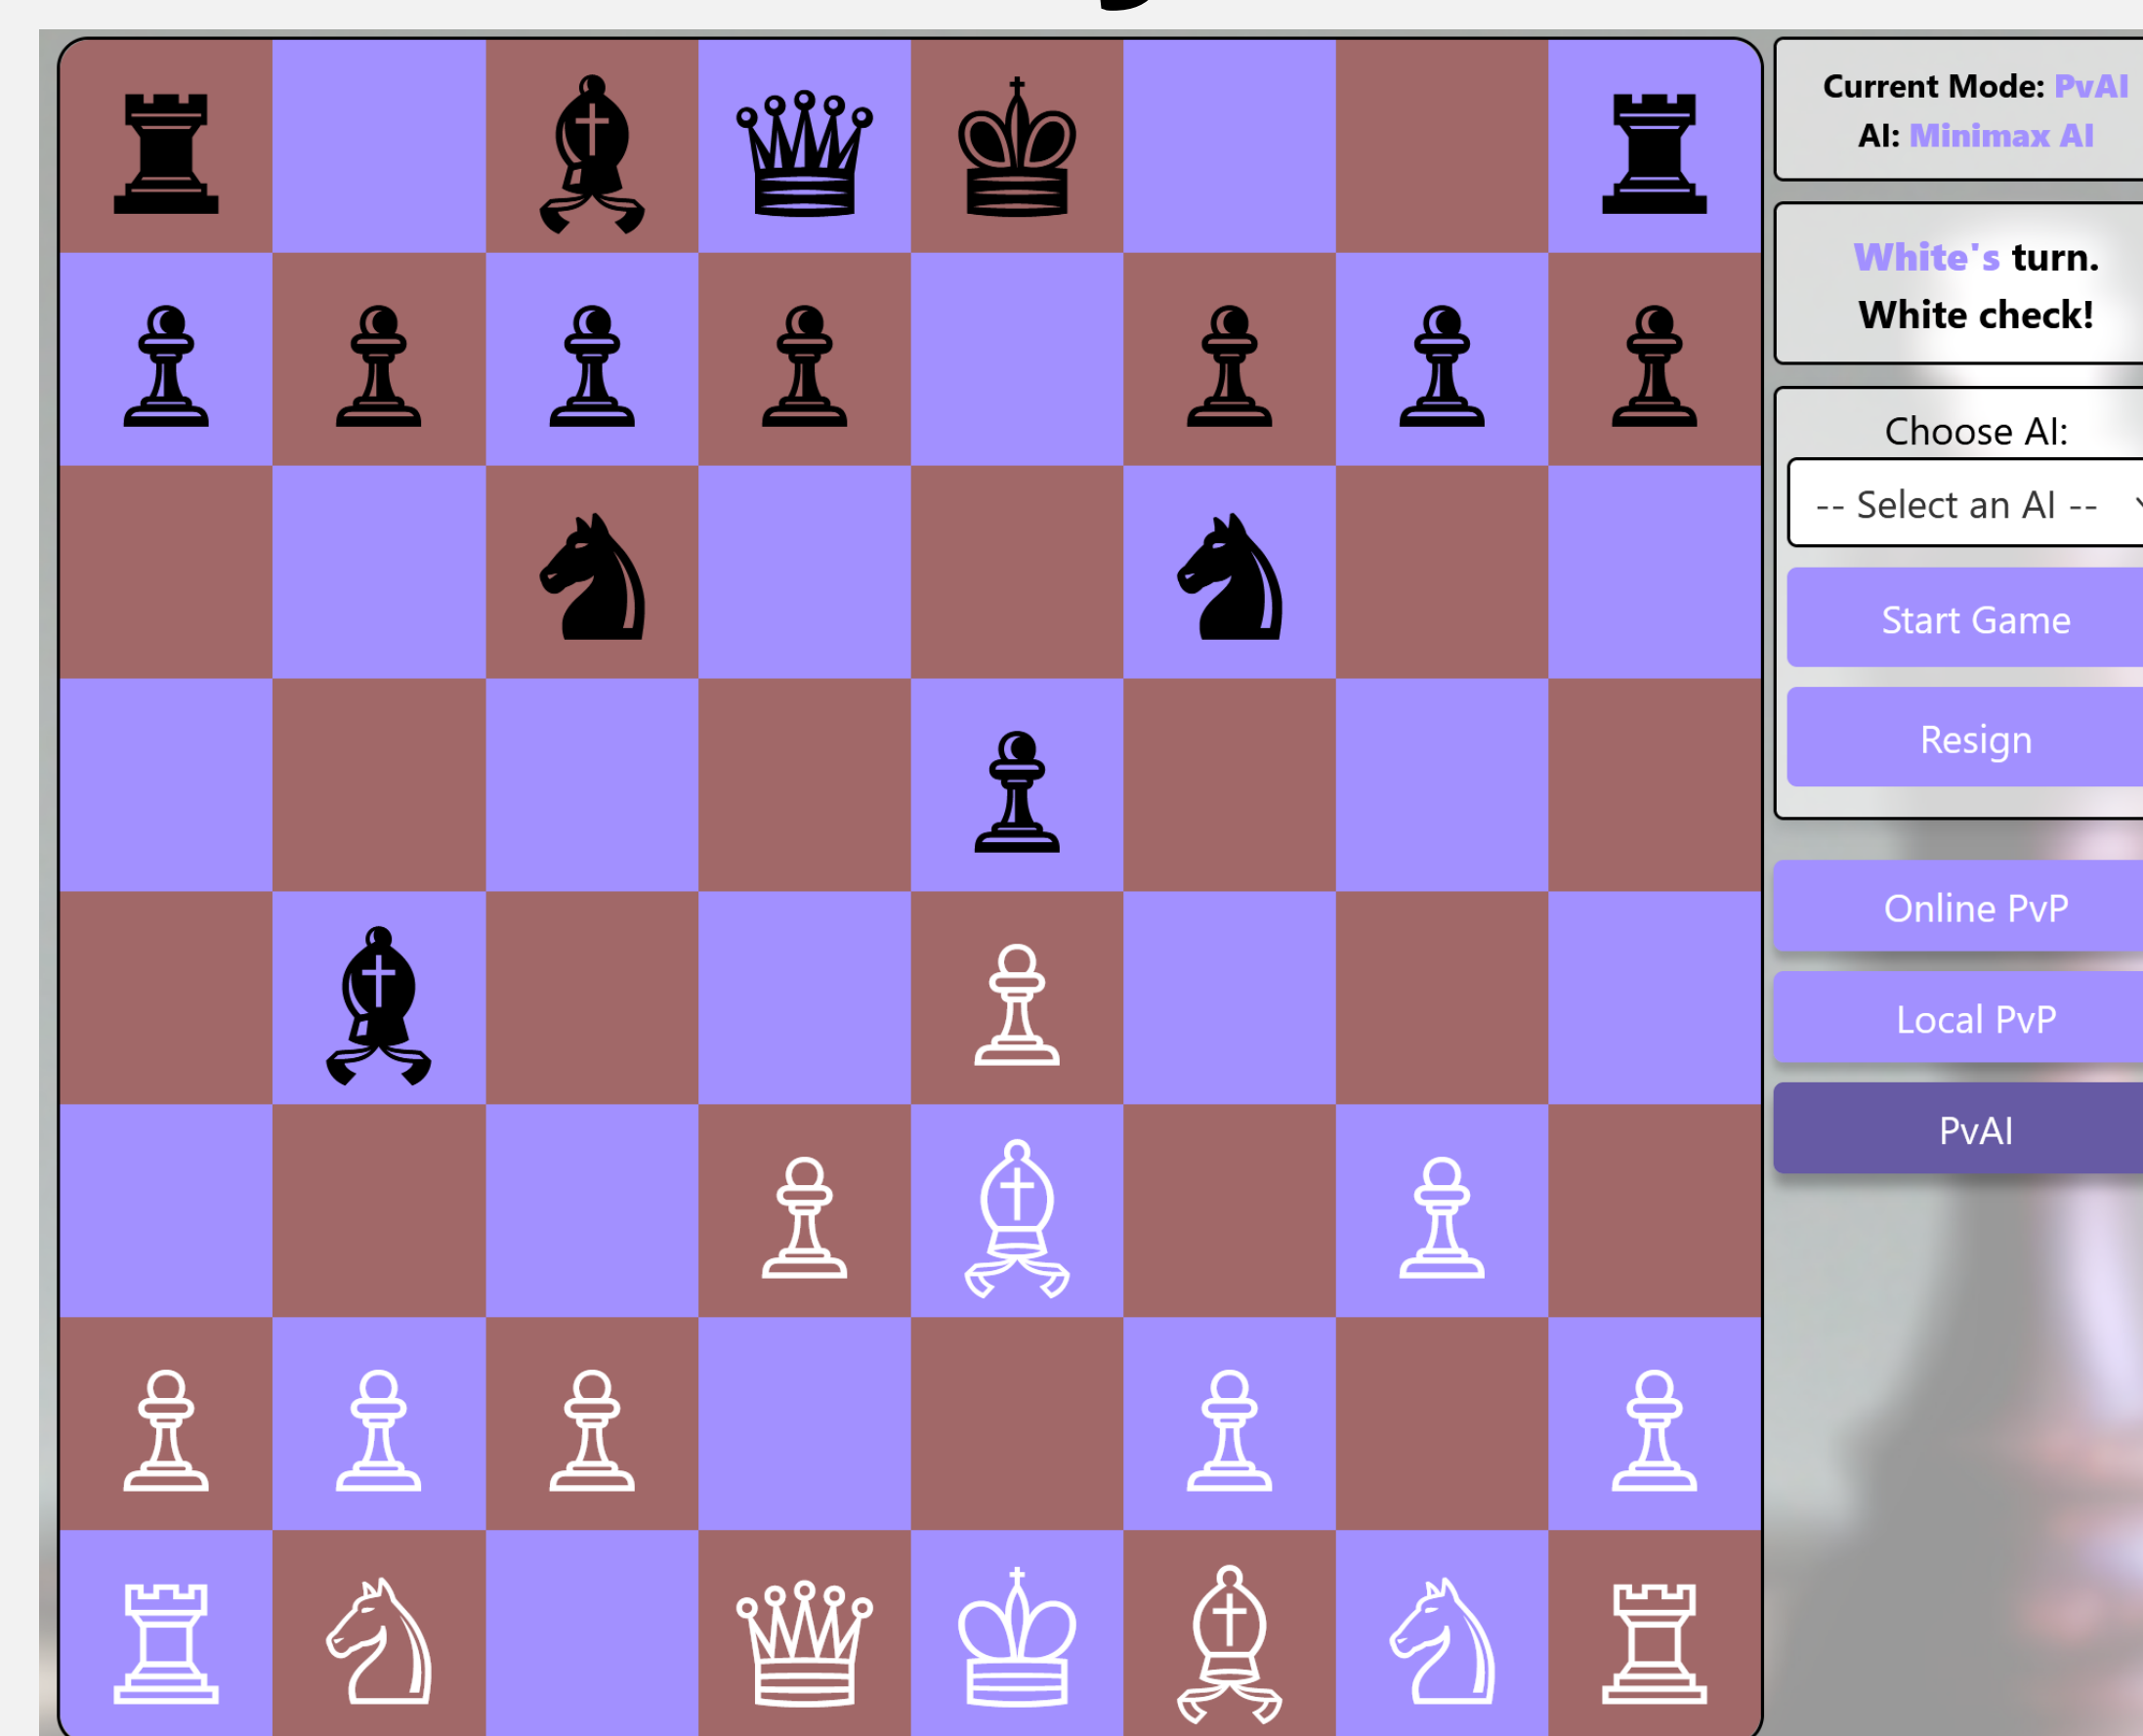 Current Mode: PvAI
AI: Minimax AI
White's turn.
White check!
Choose AI:
-- Select an AI --
Start Game
Resign
Online PvP
Local PvP
PvAI